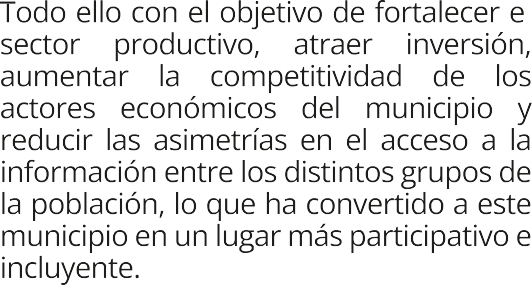 Todo ello con el objetivo de fortalecer e
sector productivo, atraer inversión,
aumentar la competitividad de los
actores económicos del municipio y
reducir las asimetrías en el acceso a la
información entre los distintos grupos de
la población, lo que ha convertido a este
municipio en un lugar más participativo e
incluyente.